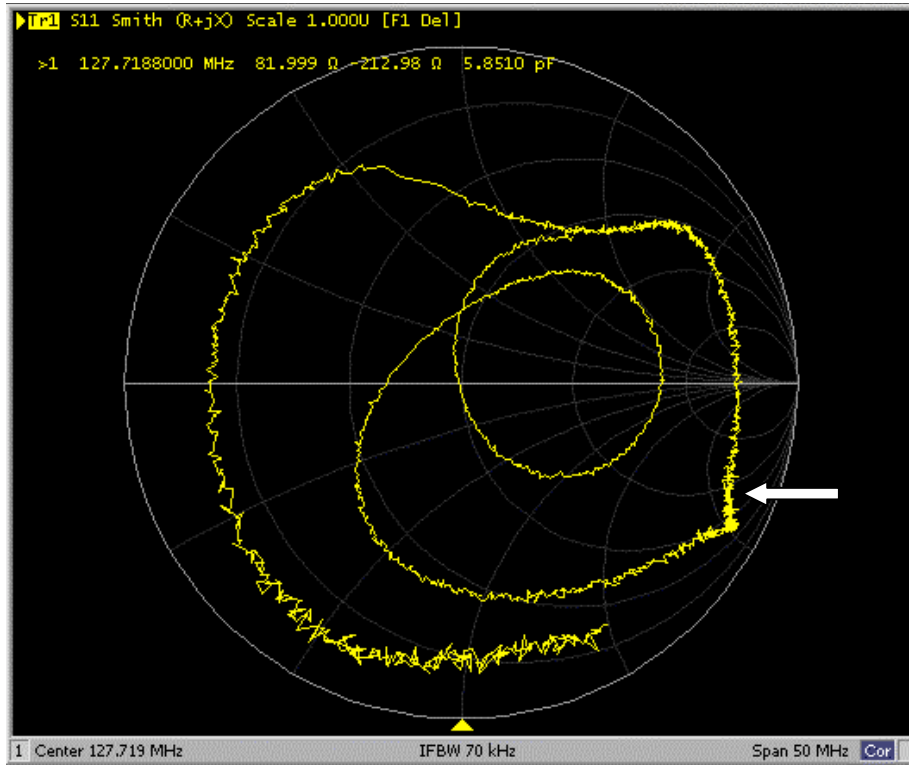 Tr1 S11 Smith (R+jX) Scale 1.000U [F1 Del]
>1 127.7188000 MHz 81.999 Ω -212.98 Ω 5.8510 pF
1 Center 127.719 MHz IFBW 70 kHz Span 50 MHz Cor